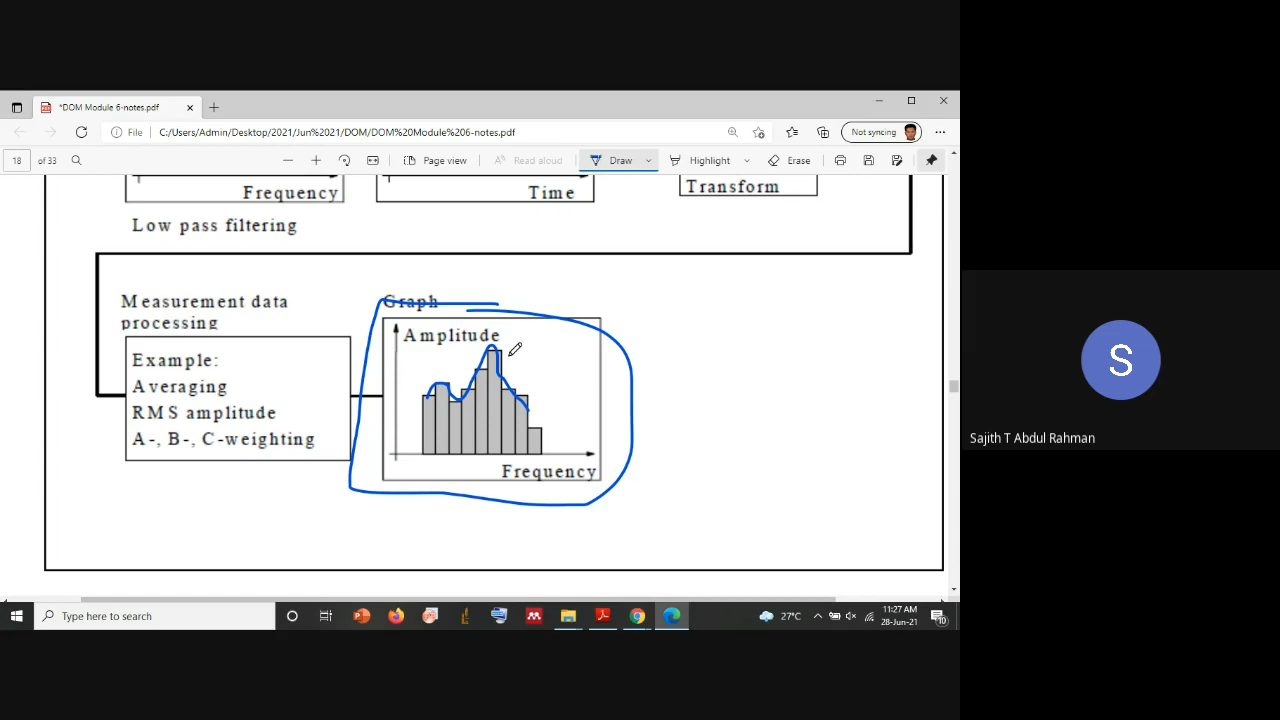 *DOM Module 6-notes.pdf
File
C:/Users/Admin/Desktop/2021/Jun%2021/DOM/DOM%20Module%206-notes.pdf
Not syncing
18 of 33
Page view
Read aloud
Draw
Highlight
Erase
Frequency
Time
Transform
Low pass filtering
Measurement data
processing
Example:
Averaging
RMS amplitude
A-, B-, C-weighting
Graph
Amplitude
Frequency
S
Sajith T Abdul Rahman
Type here to search
27°C
11:27 AM
28-Jun-21
10